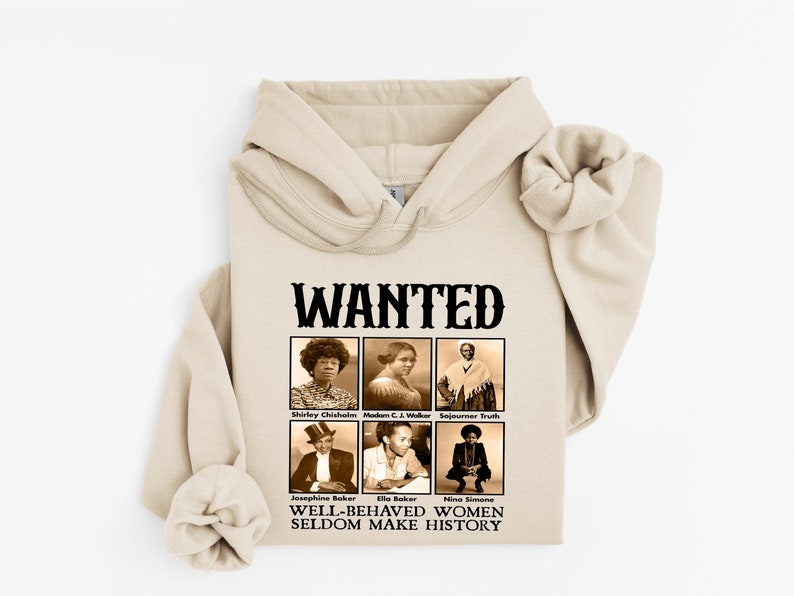 WANTED
Shirley Chisholm Madam C. J. Walker Sojourner Truth
Josephine Baker Ella Baker Nina Simone
WELL-BEHAVED WOMEN
SELDOM MAKE HISTORY